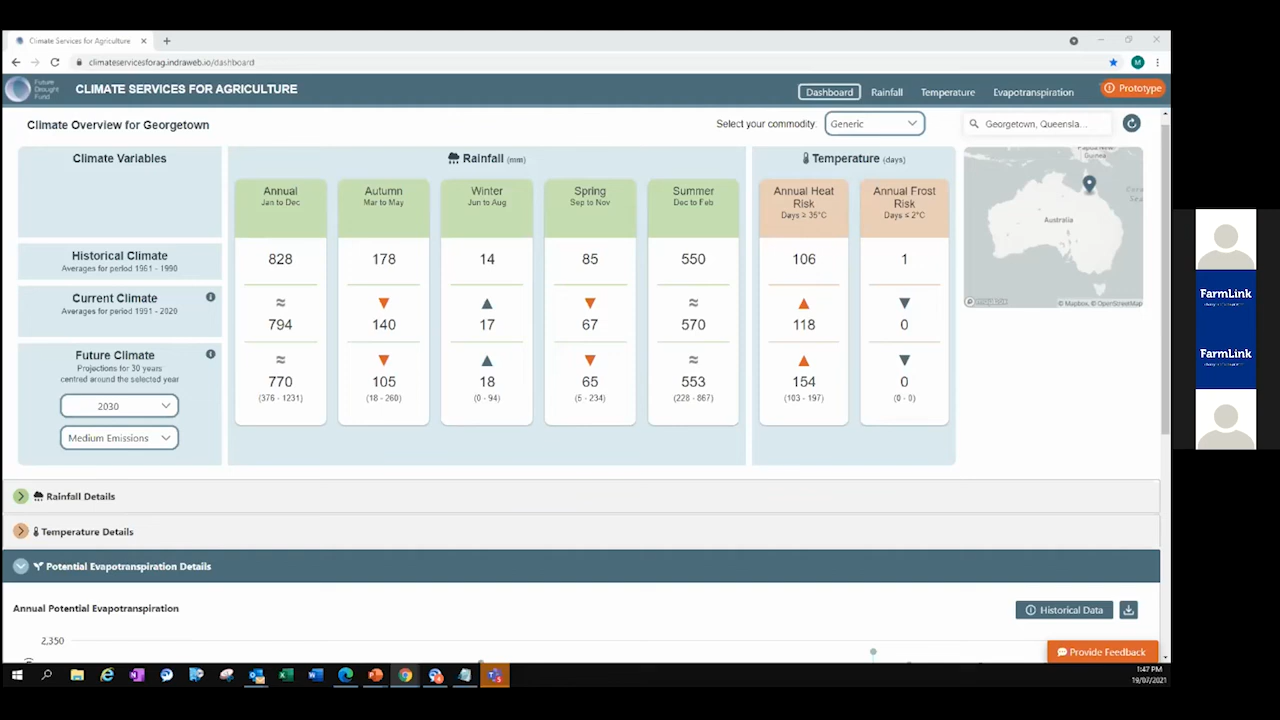 Climate Services for Agriculture
climateservicesforag.indraweb.io/dashboard
M
Future
Drought
Fund
CLIMATE SERVICES FOR AGRICULTURE
Dashboard
Rainfall
Temperature
Evapotranspiration
Prototype
Climate Overview for Georgetown
Select your commodity:
Generic
Georgetown, Queensla...
Climate Variables
Rainfall (mm)
Temperature (days)
Annual
Jan to Dec
Autumn
Mar to May
Winter
Jun to Aug
Spring
Sep to Nov
Summer
Dec to Feb
Annual Heat
Risk
Days ≥ 35°C
Annual Frost
Risk
Days ≤ 2°C
Papua New
Guinea
Australia
© Mapbox, © OpenStreetMap
Historical Climate
Averages for period 1961 - 1990
828
178
14
85
550
106
1
Current Climate
Averages for period 1991 - 2020
≈
▼
▲
▼
≈
▲
▼
794
140
17
67
570
118
0
Future Climate
Projections for 30 years
centred around the selected year
2030
Medium Emissions
≈
▼
▲
▼
≈
▲
▼
770
105
18
65
553
154
0
(376 - 1231)
(18 - 260)
(0 - 94)
(5 - 234)
(228 - 867)
(103 - 197)
(0 - 0)
Rainfall Details
Temperature Details
Potential Evapotranspiration Details
Annual Potential Evapotranspiration
Historical Data
2,350
Provide Feedback
1:47 PM
19/07/2021
FarmLink
FarmLink